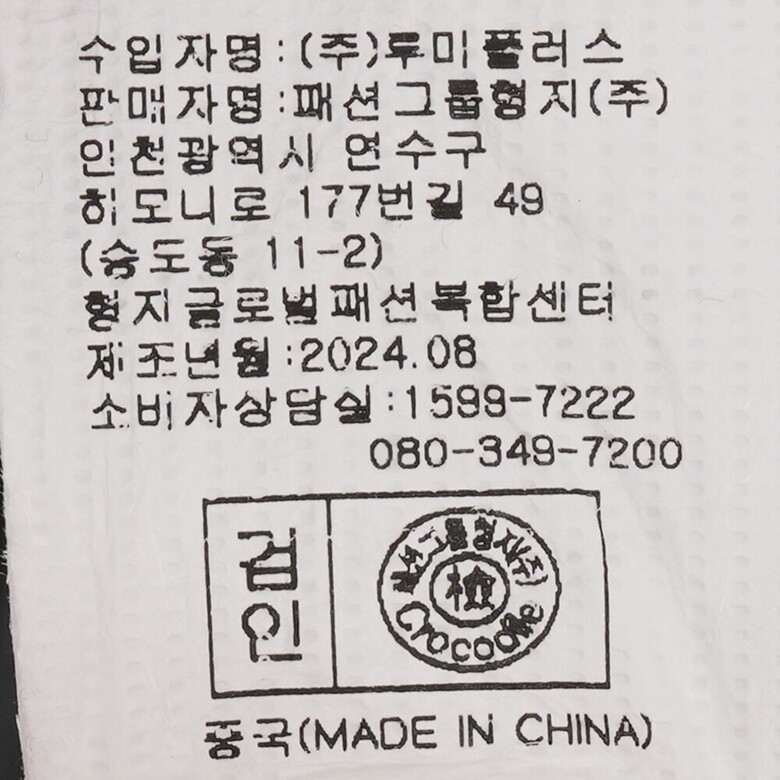 수입자명:(주)루미플러스
판매자명:패션그룹형지(주)
인천광역시 연수구
하모니로 177번길 49
(송도동 11-2)
형지글로벌패션복합센터
제조년월:2024.08
소비자상담실:1599-7222
080-349-7200
검인
패션그룹형지(주)
檢
Crocodile
중국(MADE IN CHINA)